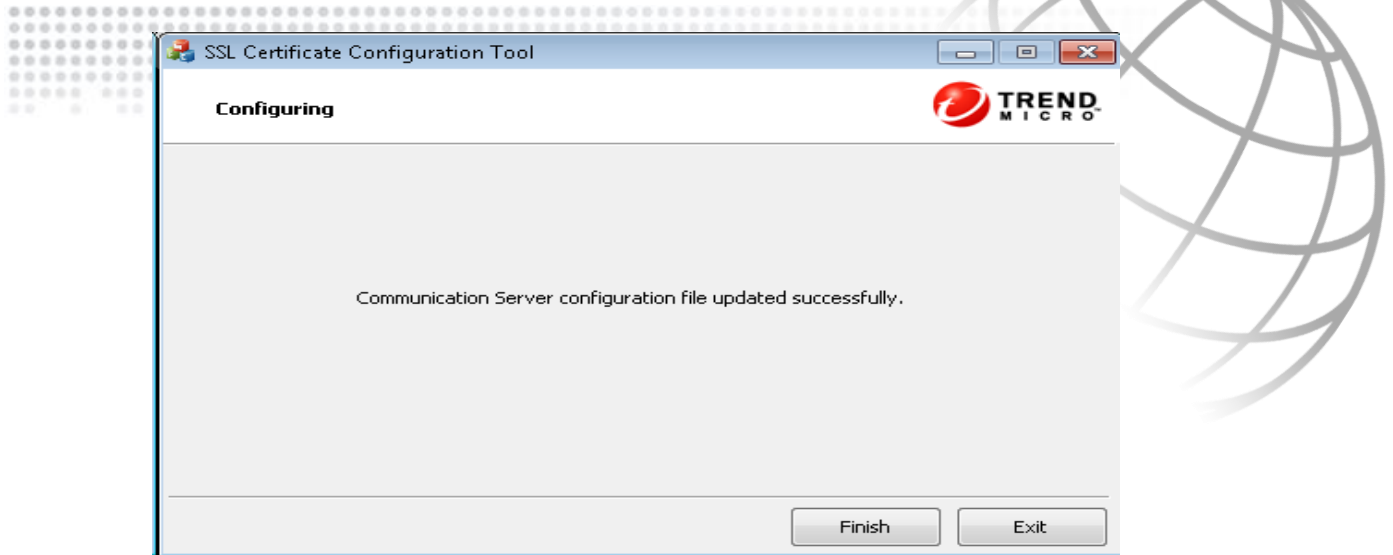 SSL Certificate Configuration Tool
Configuring
TREND
MICRO
Communication Server configuration file updated successfully.
Finish
Exit